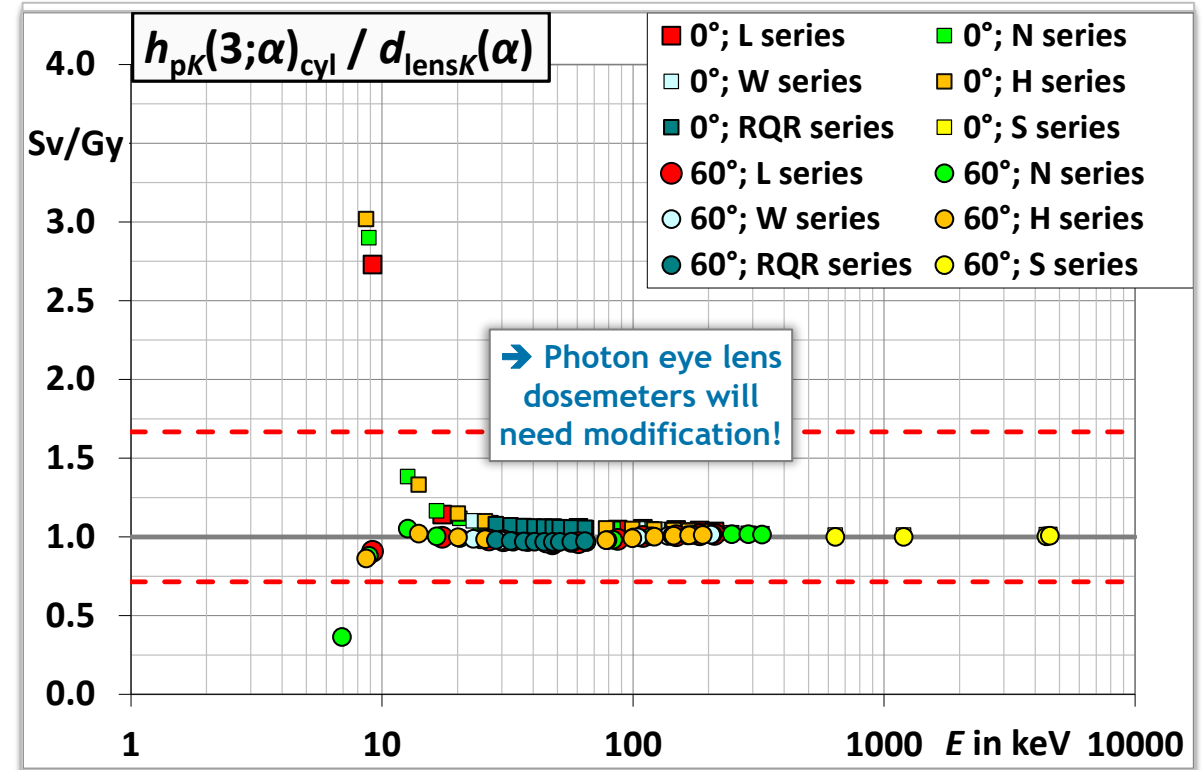 h_pK(3;α)_cyl / d_lensK(α)
0°; L series
0°; N series
0°; W series
0°; H series
0°; RQR series
0°; S series
60°; L series
60°; N series
60°; W series
60°; H series
60°; RQR series
60°; S series
4.0
Sv/Gy
3.0
2.5
2.0
1.5
1.0
0.5
0.0
➔ Photon eye lens
dosemeters will
need modification!
1 10 100 1000 E in keV 10000